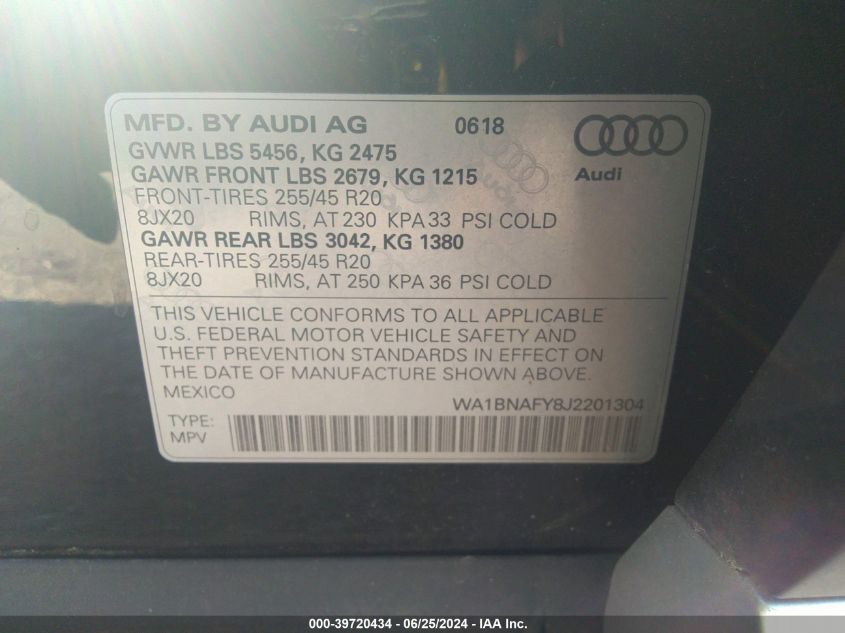 MFD. BY AUDI AG 0618
GVWR LBS 5456, KG 2475
GAWR FRONT LBS 2679, KG 1215
Audi
FRONT-TIRES 255/45 R20
8JX20 RIMS, AT 230 KPA 33 PSI COLD
GAWR REAR LBS 3042, KG 1380
REAR-TIRES 255/45 R20
8JX20 RIMS, AT 250 KPA 36 PSI COLD
THIS VEHICLE CONFORMS TO ALL APPLICABLE
U.S. FEDERAL MOTOR VEHICLE SAFETY AND
THEFT PREVENTION STANDARDS IN EFFECT ON
THE DATE OF MANUFACTURE SHOWN ABOVE.
MEXICO
WA1BNAFY8J2201304
TYPE:
MPV
000-39720434 - 06/25/2024 - IAA Inc.